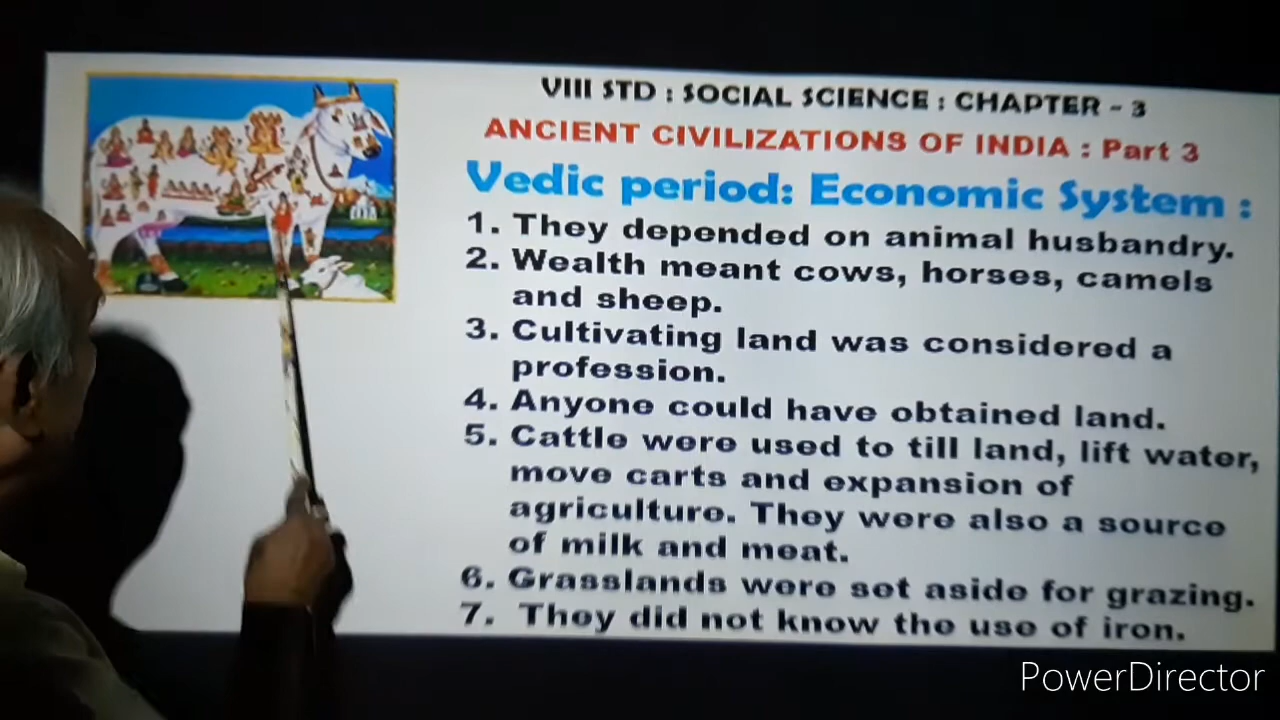 VIII STD : SOCIAL SCIENCE : CHAPTER - 3
ANCIENT CIVILIZATIONS OF INDIA : Part 3
Vedic period: Economic System :
1. They depended on animal husbandry.
2. Wealth meant cows, horses, camels
and sheep.
3. Cultivating land was considered a
profession.
4. Anyone could have obtained land.
5. Cattle were used to till land, lift water,
move carts and expansion of
agriculture. They were also a source
of milk and meat.
6. Grasslands were set aside for grazing.
7. They did not know the use of iron.
PowerDirector